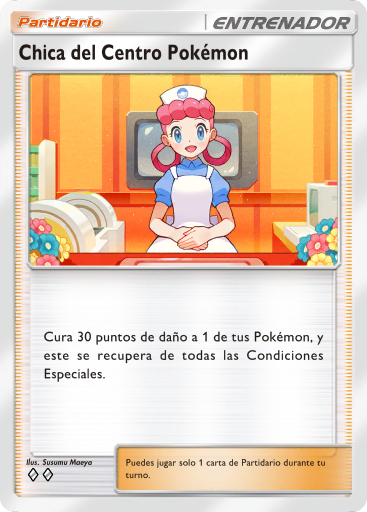 Partidario
ENTRENADOR
Chica del Centro Pokémon
Cura 30 puntos de daño a 1 de tus Pokémon, y
este se recupera de todas las Condiciones
Especiales.
Ilus. Susumu Maeya
Puedes jugar solo 1 carta de Partidario durante tu
turno.